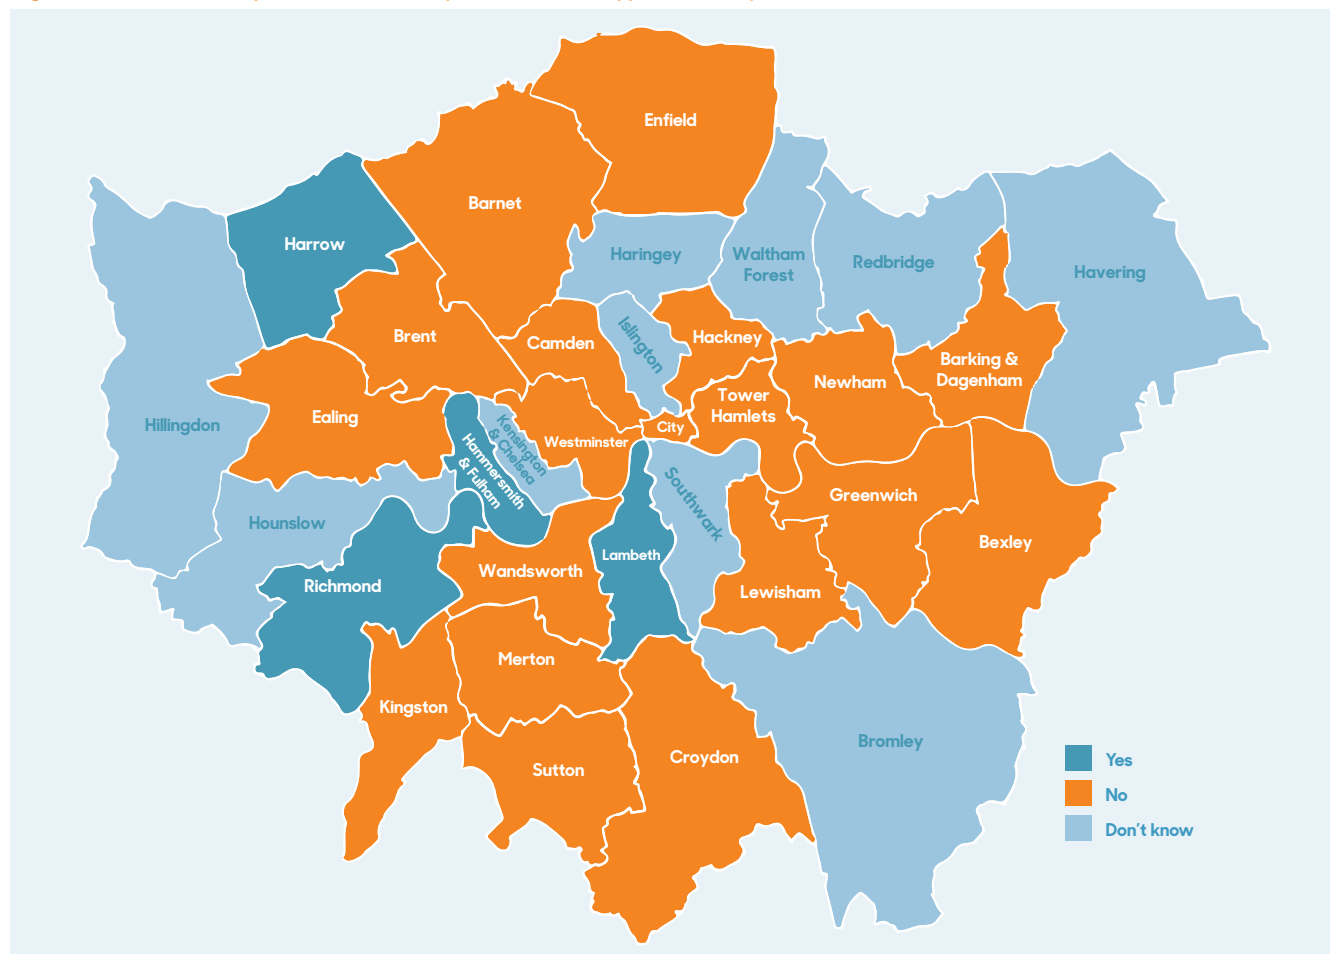 Enfield
Barnet
Harrow
Haringey
Waltham
Forest
Redbridge
Havering
Brent
Camden
Islington
Hackney
Barking &
Dagenham
Newham
Tower
Hamlets
Ealing
Hillingdon
City
Westminster
Kensington
& Chelsea
Hammersmith
& Fulham
Southwark
Greenwich
Hounslow
Bexley
Lambeth
Wandsworth
Richmond
Lewisham
Merton
Kingston
Bromley
Croydon
Sutton
Yes
No
Don't know